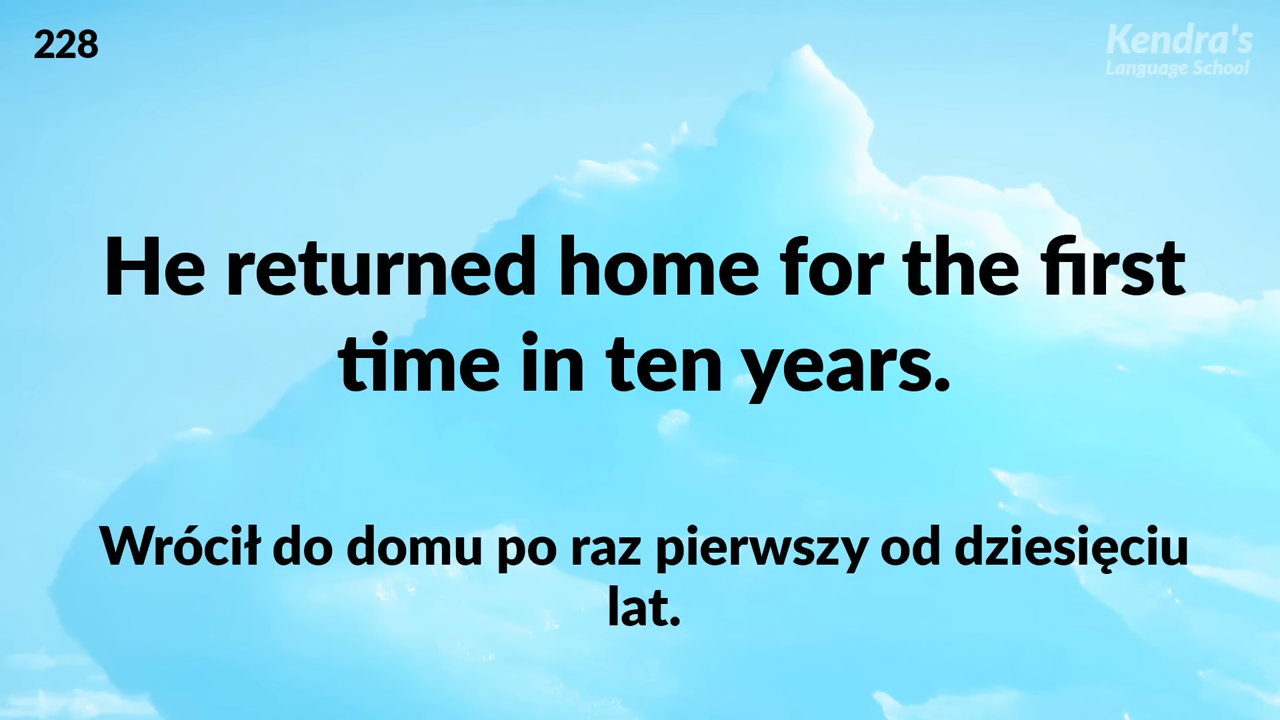 228
Kendra's
Language School
He returned home for the first
time in ten years.
Wrócił do domu po raz pierwszy od dziesięciu
lat.